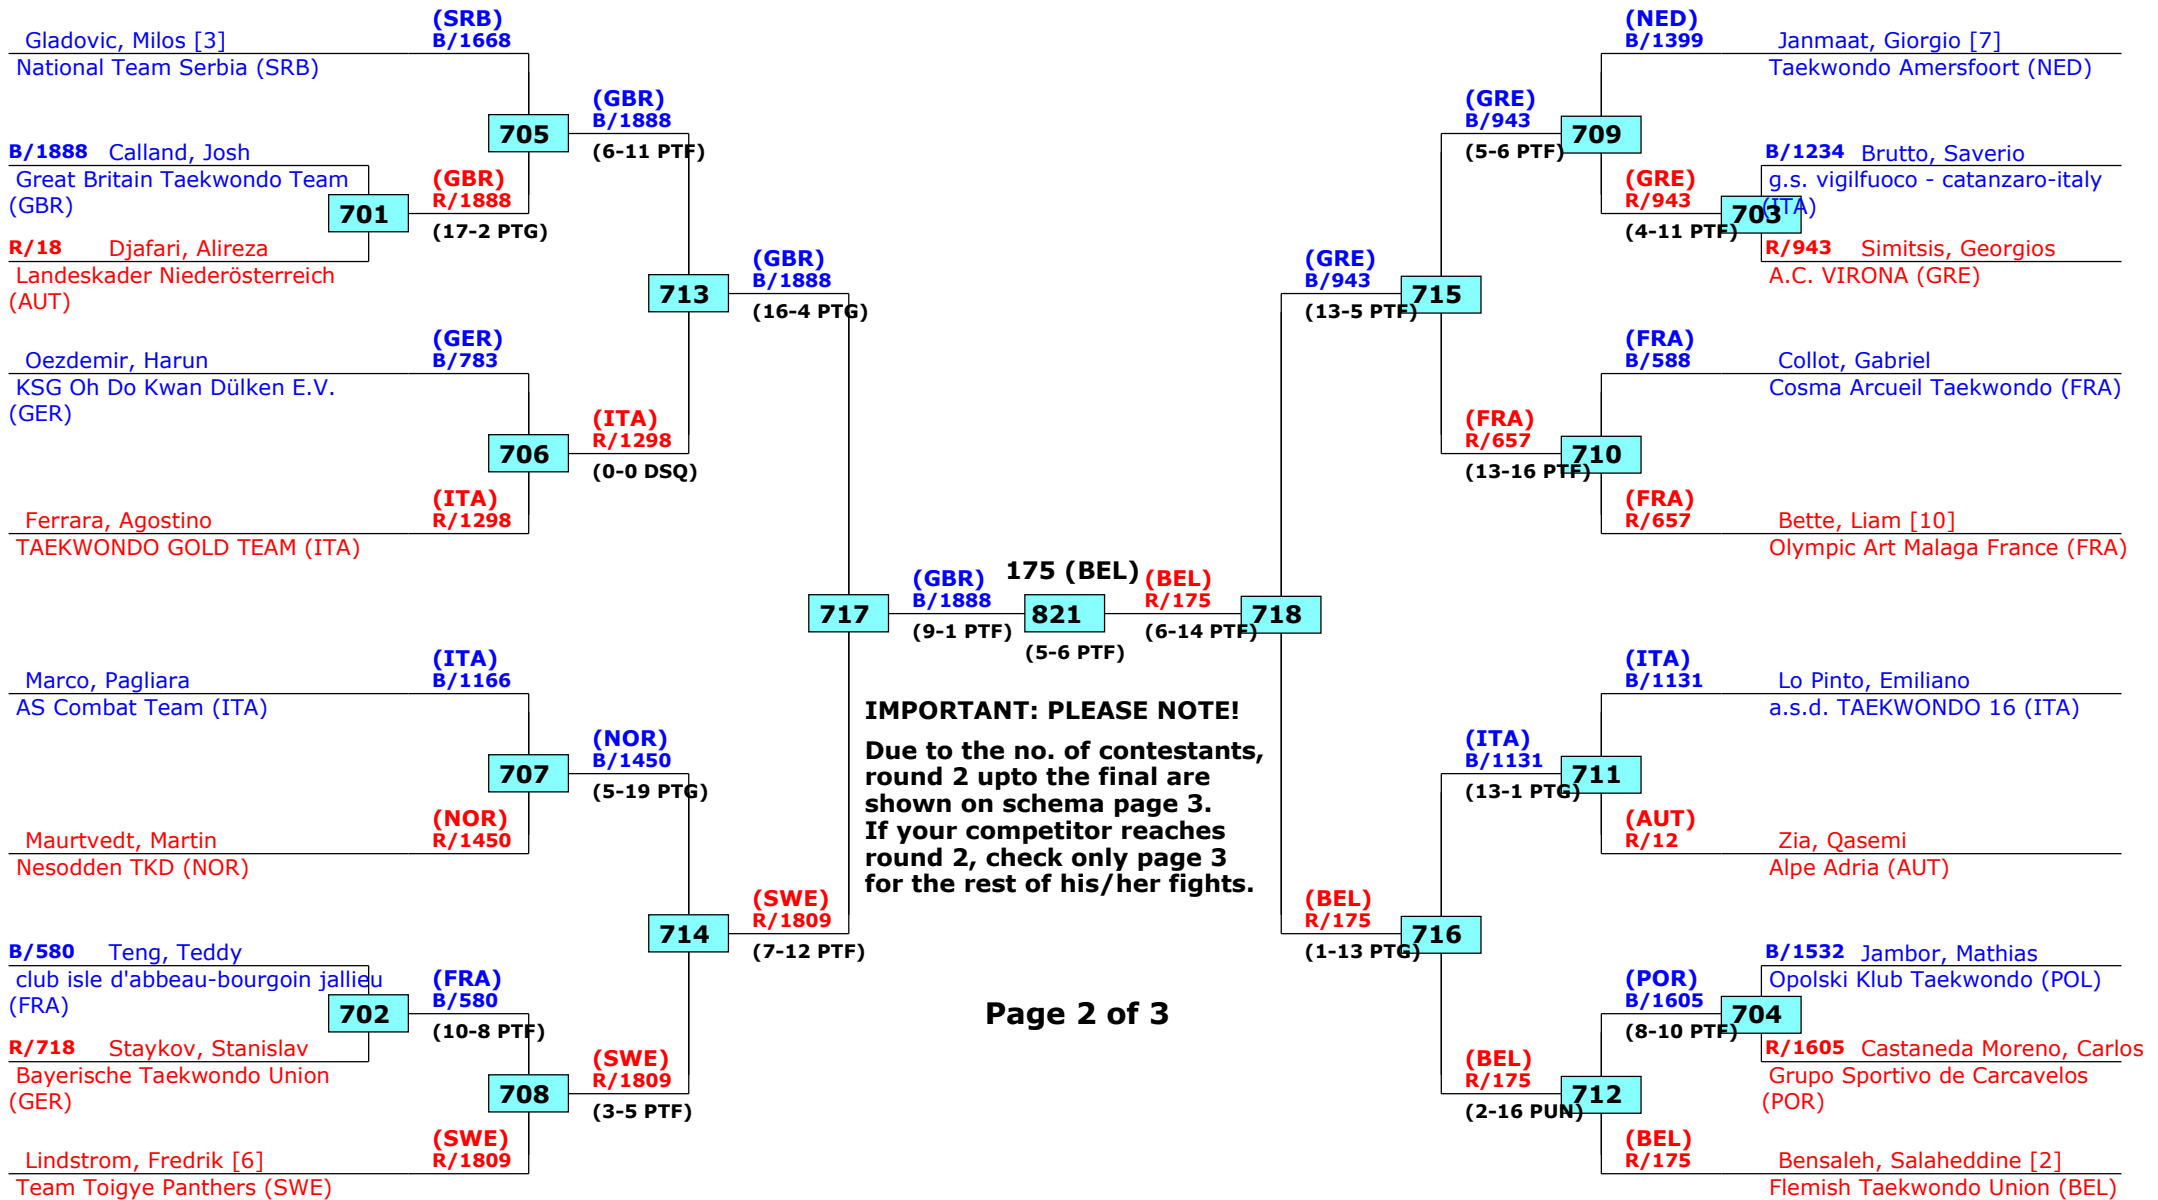 (SRB)
Gladovic, Milos [3]
B/1668
National Team Serbia (SRB)
(GBR)
B/1888
705
(6-11 PTF)
B/1888 Calland, Josh
Great Britain Taekwondo Team
(GBR)
(GBR)
R/1888
701
(17-2 PTG)
R/18 Djafari, Alireza
Landeskader Niederösterreich
(AUT)
(GBR)
B/1888
713
(16-4 PTG)
(GER)
Oezdemir, Harun
B/783
KSG Oh Do Kwan Dülken E.V.
(GER)
(ITA)
R/1298
706
(0-0 DSQ)
(ITA)
Ferrara, Agostino
R/1298
TAEKWONDO GOLD TEAM (ITA)
717
(GBR)
B/1888
(9-1 PTF)
175 (BEL)
821
(5-6 PTF)
(BEL)
R/175
(6-14 PTF)
718
(ITA)
Marco, Pagliara
B/1166
AS Combat Team (ITA)
(NOR)
B/1450
707
(5-19 PTG)
(NOR)
Maurtvedt, Martin
R/1450
Nesodden TKD (NOR)
(SWE)
R/1809
714
(7-12 PTF)
B/580 Teng, Teddy
club isle d'abbeau-bourgoin jallieu
(FRA)
(FRA)
B/580
702
(10-8 PTF)
R/718 Staykov, Stanislav
Bayerische Taekwondo Union
(GER)
(SWE)
R/1809
708
(3-5 PTF)
(SWE)
Lindstrom, Fredrik [6]
R/1809
Team Toigye Panthers (SWE)
IMPORTANT: PLEASE NOTE!
Due to the no. of contestants,
round 2 upto the final are
shown on schema page 3.
If your competitor reaches
round 2, check only page 3
for the rest of his/her fights.
Page 2 of 3
(NED)
B/1399
Janmaat, Giorgio [7]
Taekwondo Amersfoort (NED)
(GRE)
B/943
709
(5-6 PTF)
B/1234 Brutto, Saverio
g.s. vigilfuoco - catanzaro-italy
(ITA)
(GRE)
R/943
703
(4-11 PTF)
R/943 Simitsis, Georgios
A.C. VIRONA (GRE)
(GRE)
B/943
715
(13-5 PTF)
(FRA)
B/588
Collot, Gabriel
Cosma Arcueil Taekwondo (FRA)
(FRA)
R/657
710
(13-16 PTF)
(FRA)
R/657
Bette, Liam [10]
Olympic Art Malaga France (FRA)
(ITA)
B/1131
Lo Pinto, Emiliano
a.s.d. TAEKWONDO 16 (ITA)
(ITA)
B/1131
711
(13-1 PTG)
(AUT)
R/12
Zia, Qasemi
Alpe Adria (AUT)
(BEL)
R/175
716
(1-13 PTG)
B/1532 Jambor, Mathias
Opolski Klub Taekwondo (POL)
(POR)
B/1605
704
(8-10 PTF)
R/1605 Castaneda Moreno, Carlos
Grupo Sportivo de Carcavelos
(POR)
(BEL)
R/175
712
(2-16 PUN)
(BEL)
R/175
Bensaleh, Salaheddine [2]
Flemish Taekwondo Union (BEL)